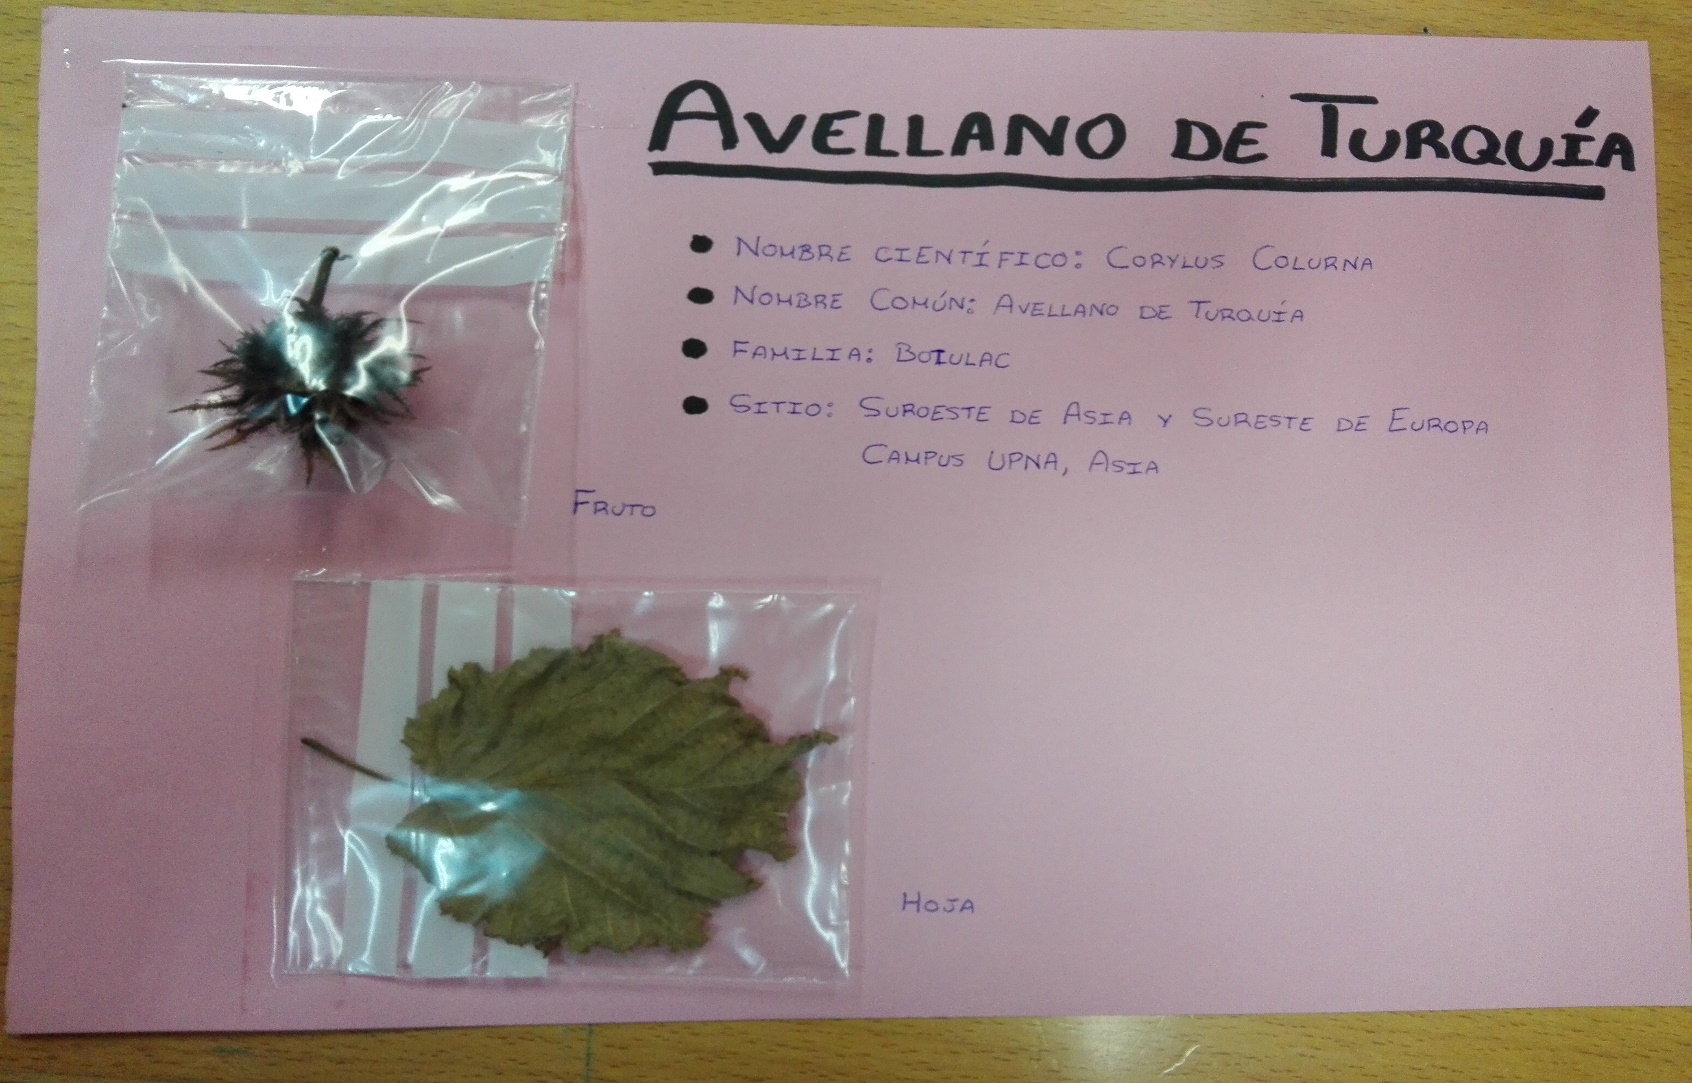 AVELLANO DE TURQUÍA
NOMBRE CIENTÍFICO: CORYLUS COLURNA
NOMBRE COMÚN: AVELLANO DE TURQUÍA
FAMILIA: BOIULAC
SITIO: SUROESTE DE ASIA Y SURESTE DE EUROPA
CAMPUS UPNA, ASIA
FRUTO
HOJA